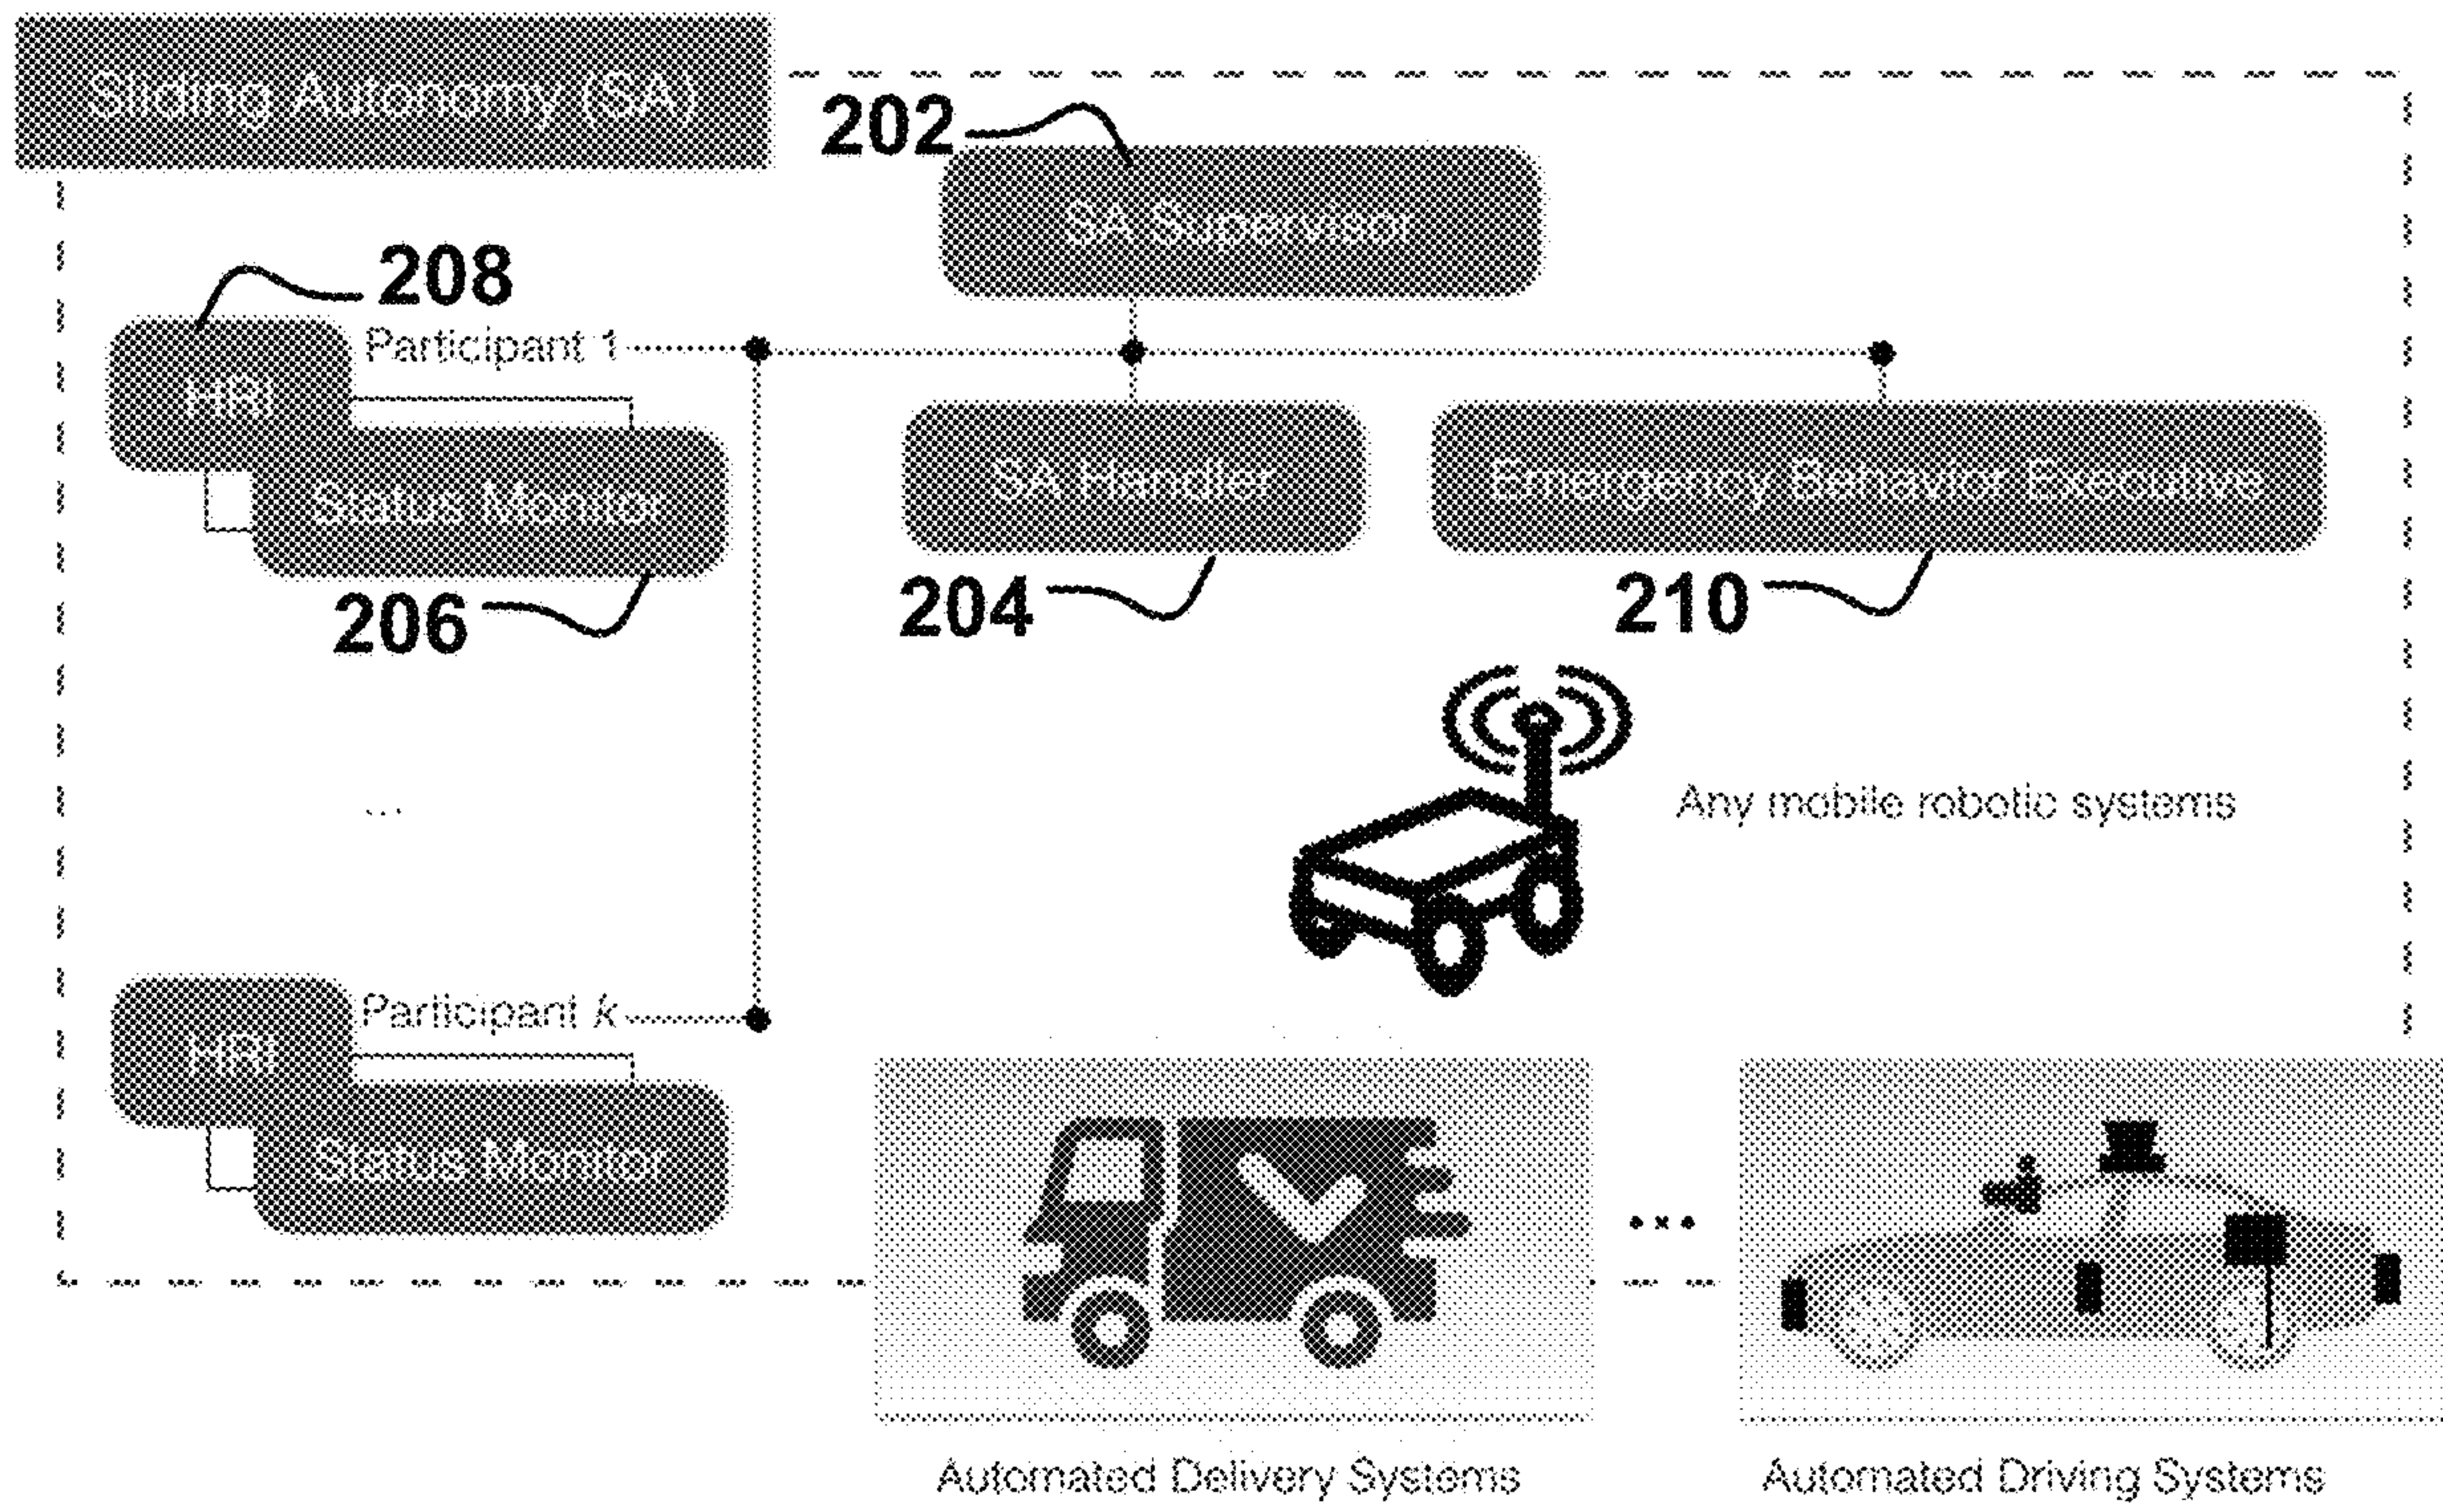 Sliding Autonomy (SA)
202
SA Supervisor
208
Participant 1
HRI
Status Monitor
206
SA Handler
204
Emergency Behavior Executive
210
Any mobile robotic systems
...
Participant k
HRI
Status Monitor
...
Automated Delivery Systems
Automated Driving Systems